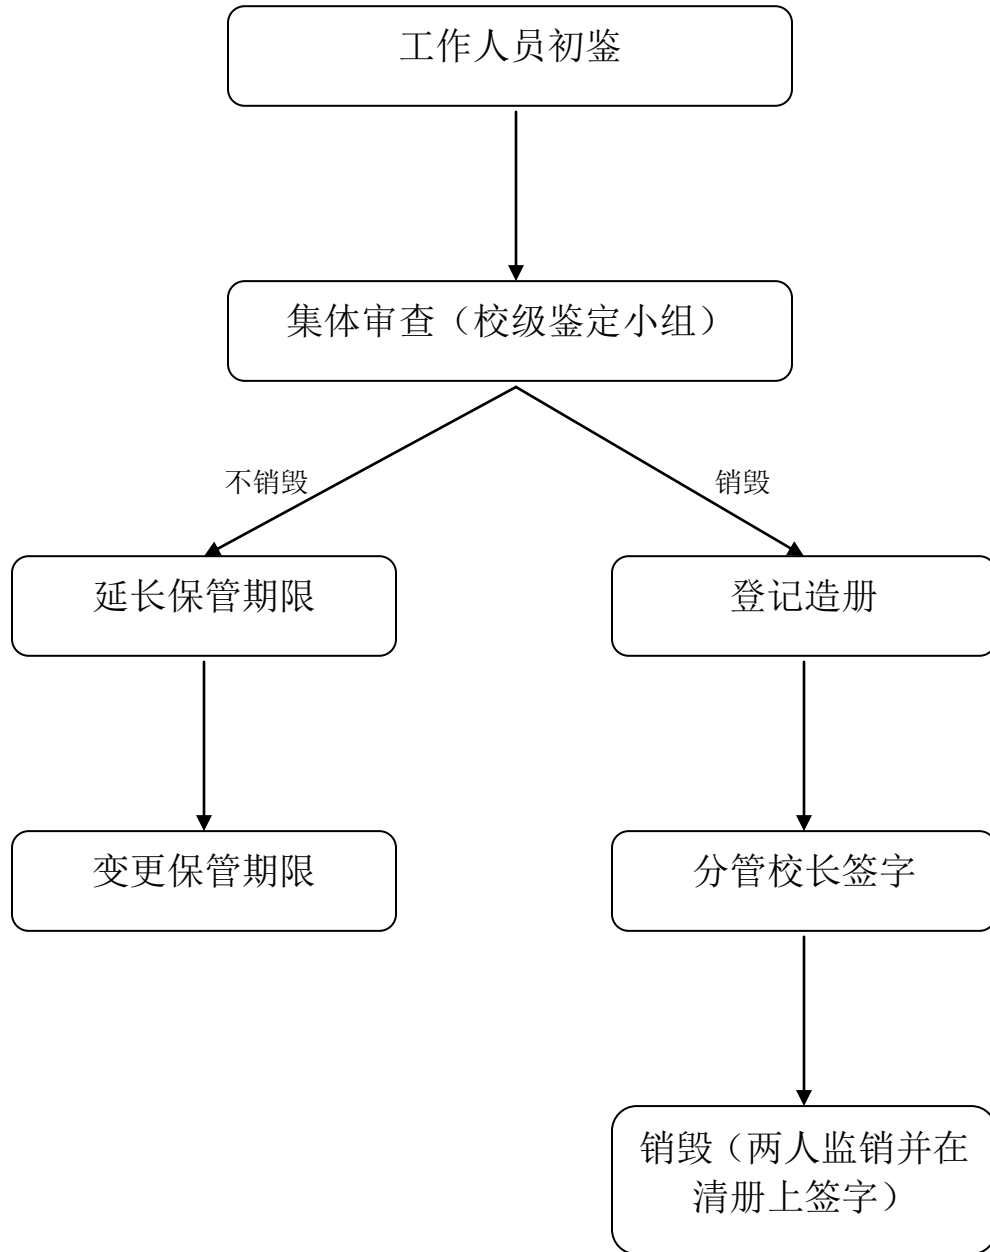 工作人员初鉴
集体审查（校级鉴定小组）
不销毁
销毁
延长保管期限
登记造册
变更保管期限
分管校长签字
销毁（两人监销并在
清册上签字）